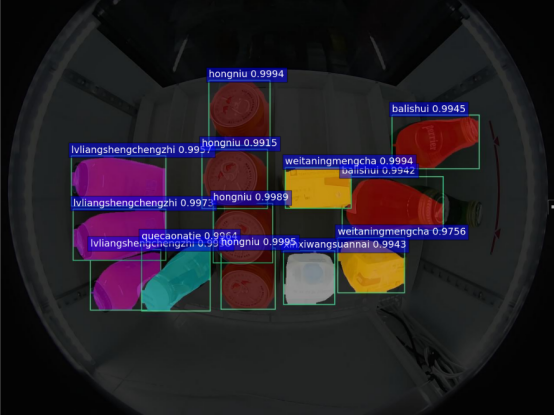 hongniu 0.9994
balishui 0.9945
hongniu 0.9915
lvliangshengchengzhi 0.9957
weitaningmengcha 0.9994
balishui 0.9942
hongniu 0.9989
lvliangshengchengzhi 0.9973
weitaningmengcha 0.9756
quecaonatie 0.9964
hongniu 0.9995
lvliangshengchengzhi
xiwangsuannai 0.9943